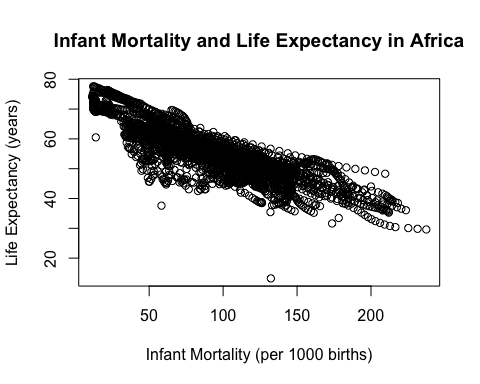 Infant Mortality and Life Expectancy in Africa
Life Expectancy (years)
80
60
40
20
50
100
150
200
Infant Mortality (per 1000 births)